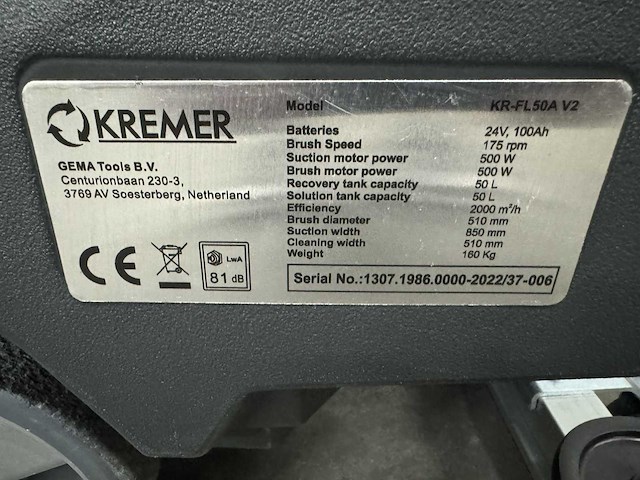 KREMER
GEMA Tools B.V.
Centurionbaan 230-3,
3769 AV Soesterberg, Netherland
CE
LwA
81 dB
Model KR-FL50A V2
Batteries 24V, 100Ah
Brush Speed 175 rpm
Suction motor power 500 W
Brush motor power 500 W
Recovery tank capacity 50 L
Solution tank capacity 50 L
Efficiency 2000 m²/h
Brush diameter 510 mm
Suction width 850 mm
Cleaning width 510 mm
Weight 160 Kg
Serial No.:1307.1986.0000-2022/37-006